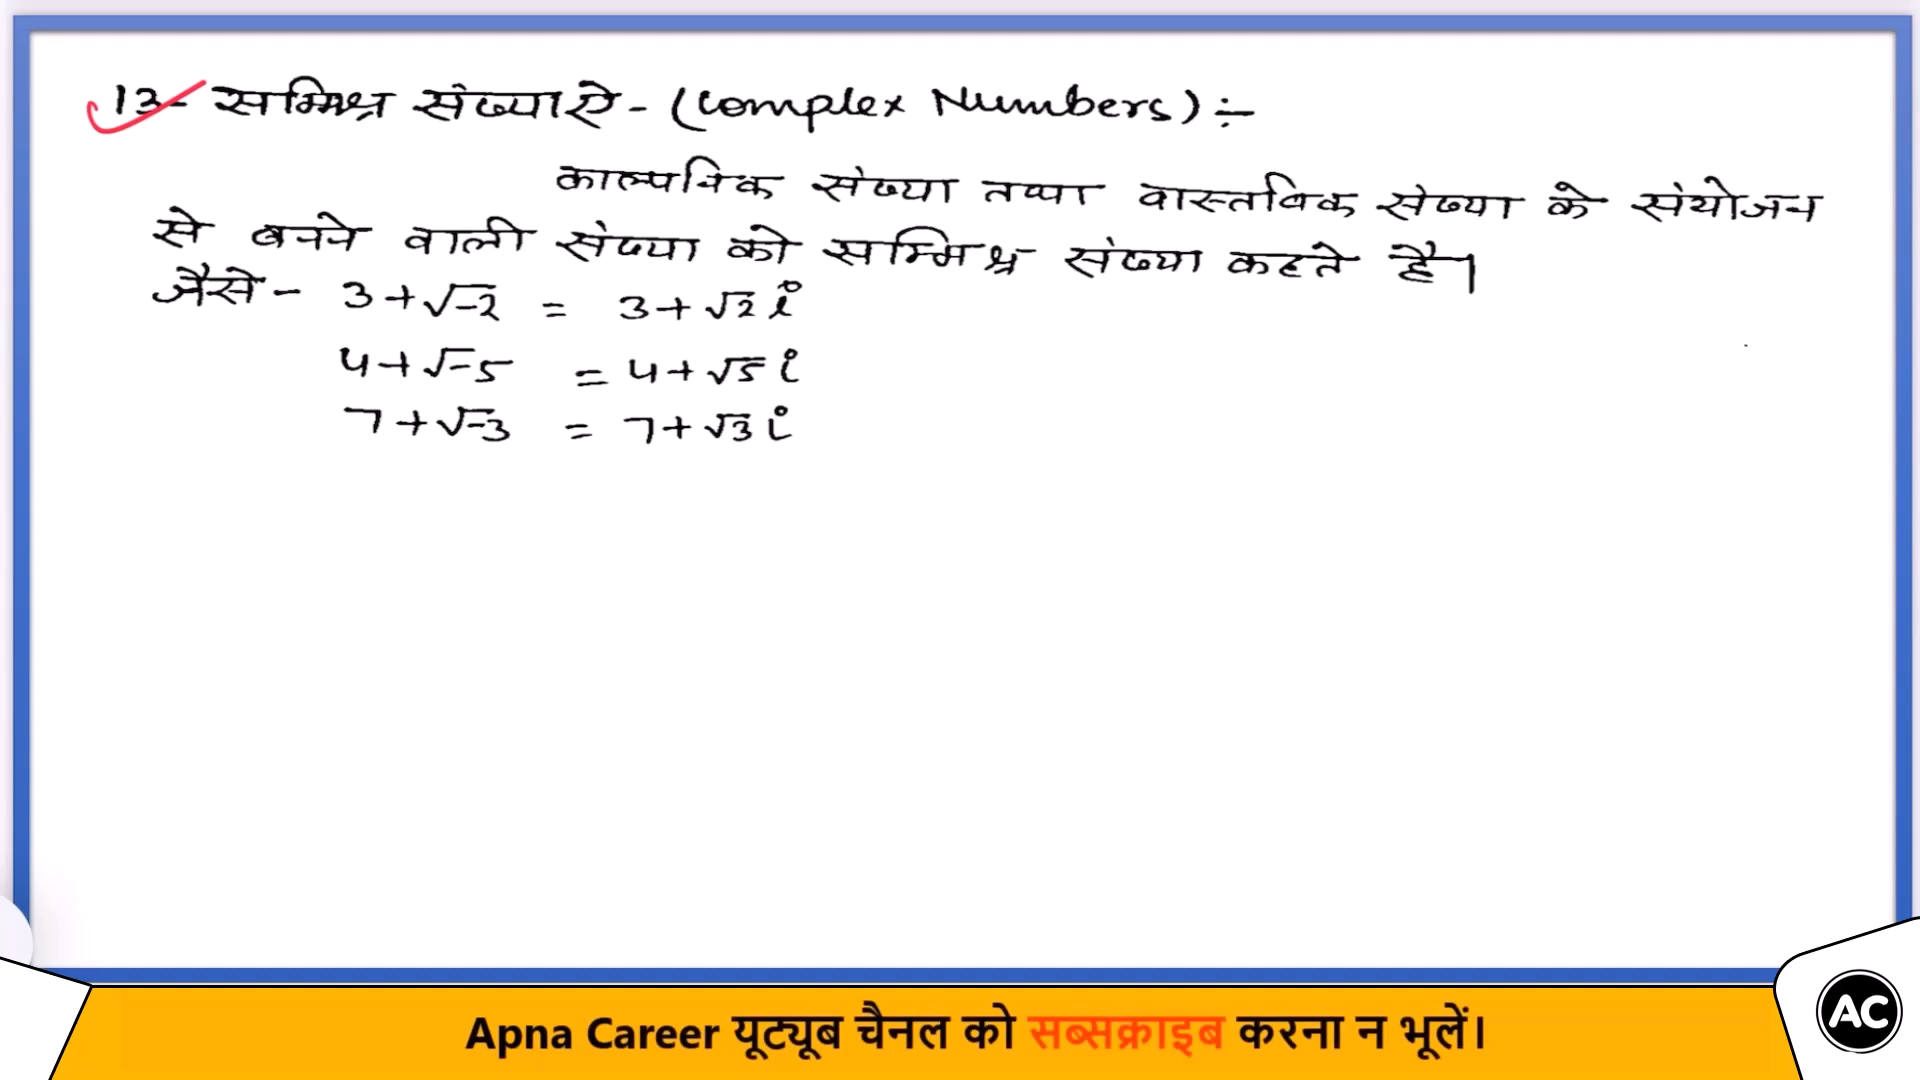 13- सम्मिश्र संख्याऐ - (Complex Numbers) :-
काल्पनिक संख्या तथा वास्तविक संख्या के संयोजन
से बनने वाली संख्या को सम्मिश्र संख्या कहते है।
जैसे - 3+√-2 = 3+√2 i
4+√-5 = 4+√5 i
7+√-3 = 7+√3 i
Apna Career यूट्यूब चैनल को सब्सक्राइब करना न भूलें।
AC